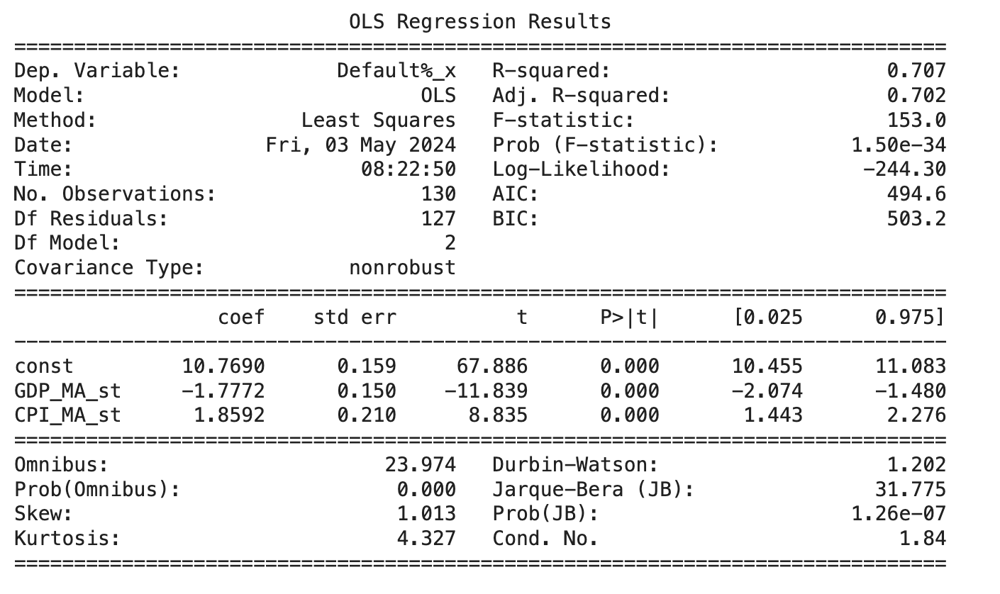 OLS Regression Results
==============================================================================
Dep. Variable:             Default%_x   R-squared:                       0.707
Model:                            OLS   Adj. R-squared:                  0.702
Method:                 Least Squares   F-statistic:                     153.0
Date:                Fri, 03 May 2024   Prob (F-statistic):           1.50e-34
Time:                        08:22:50   Log-Likelihood:                -244.30
No. Observations:                 130   AIC:                             494.6
Df Residuals:                     127   BIC:                             503.2
Df Model:                           2
Covariance Type:            nonrobust
==============================================================================
                 coef    std err          t      P>|t|      [0.025      0.975]
------------------------------------------------------------------------------
const         10.7690      0.159     67.886      0.000      10.455      11.083
GDP_MA_st     -1.7772      0.150    -11.839      0.000      -2.074      -1.480
CPI_MA_st      1.8592      0.210      8.835      0.000       1.443       2.276
==============================================================================
Omnibus:                       23.974   Durbin-Watson:                   1.202
Prob(Omnibus):                  0.000   Jarque-Bera (JB):               31.775
Skew:                           1.013   Prob(JB):                     1.26e-07
Kurtosis:                       4.327   Cond. No.                         1.84
==============================================================================